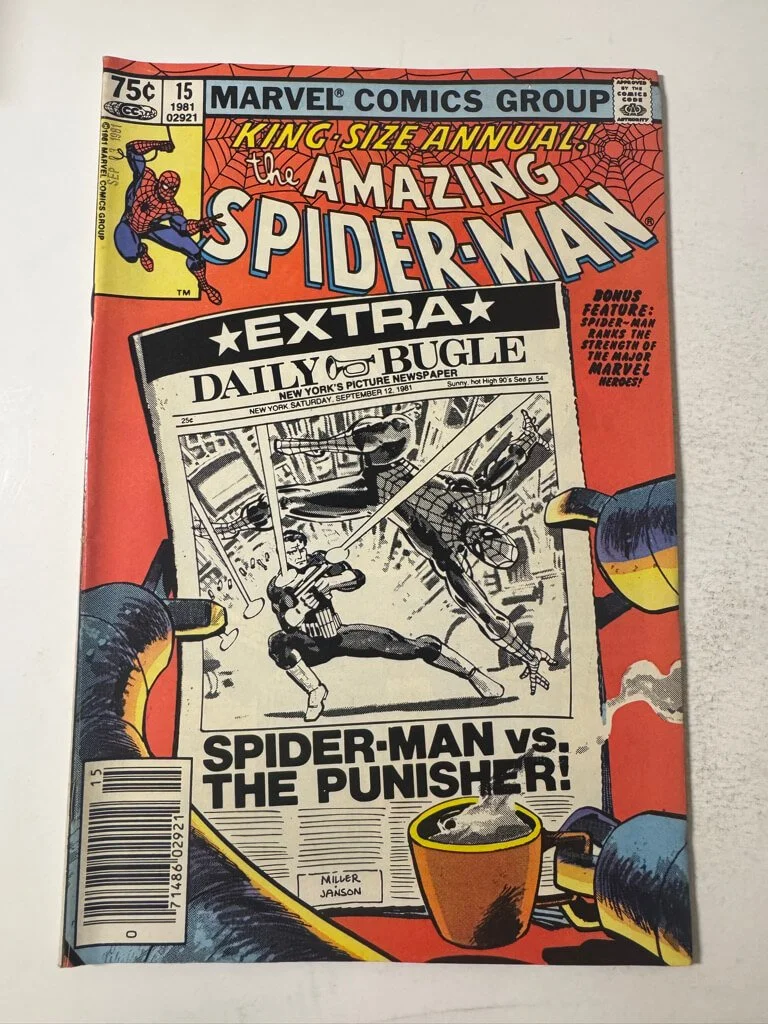 75¢
15
1981
02921
CC
MARVEL® COMICS GROUP
APPROVED
BY THE
COMICS
CODE
AUTHORITY
©1981 MARVEL COMICS GROUP
SEP 1981
KING-SIZE ANNUAL!
the AMAZING
SPIDER-MAN®
TM
BONUS
FEATURE:
SPIDER-MAN
RANKS THE
STRENGTH OF
THE MAJOR
MARVEL
HEROES!
★EXTRA★
DAILY BUGLE
NEW YORK'S PICTURE NEWSPAPER
25¢
NEW YORK SATURDAY, SEPTEMBER 12, 1981
Sunny, hot High 90's See p. 54
SPIDER-MAN vs.
THE PUNISHER!
MILLER
+
JANSON
15
71486 02921
0